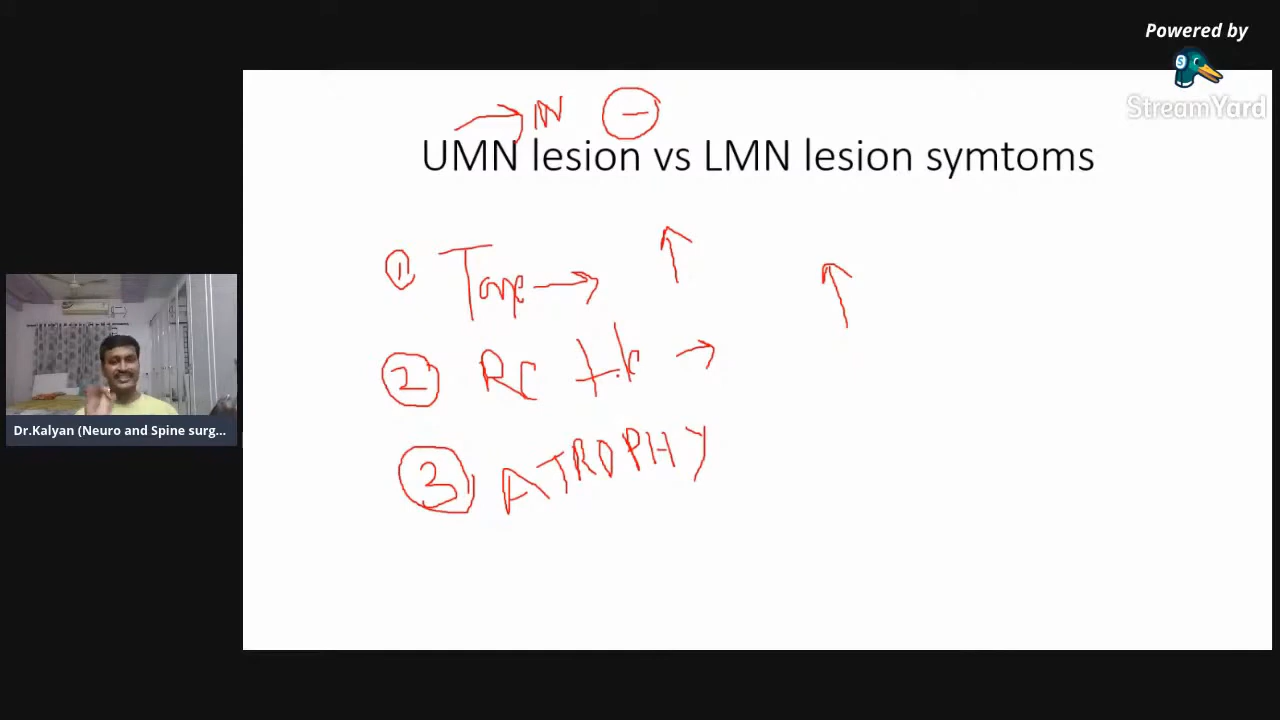 Powered by
StreamYard
N −
UMN lesion vs LMN lesion symtoms
① Tone → ↑ ↑
② →
③ ATROPHY
Dr.Kalyan (Neuro and Spine surg...